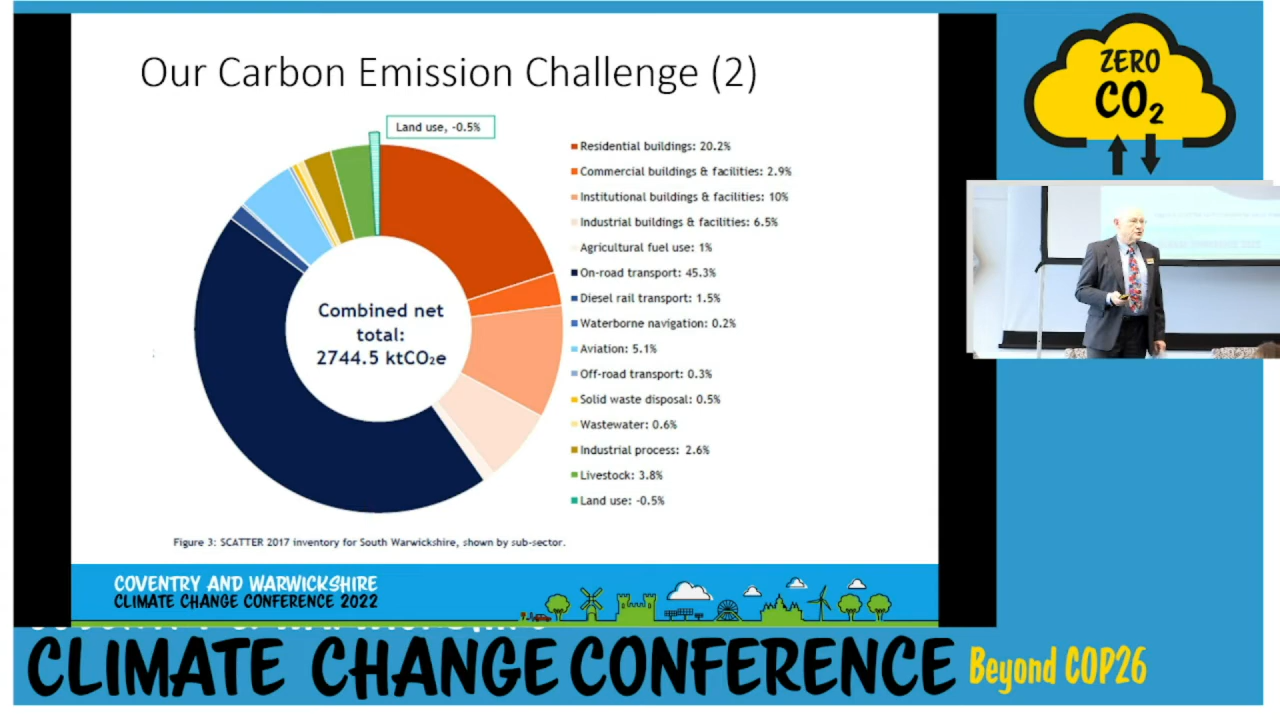 Our Carbon Emission Challenge (2)
Land use, -0.5%
Combined net
total:
2744.5 ktCO₂e
Residential buildings: 20.2%
Commercial buildings & facilities: 2.9%
Institutional buildings & facilities: 10%
Industrial buildings & facilities: 6.5%
Agricultural fuel use: 1%
On-road transport: 45.3%
Diesel rail transport: 1.5%
Waterborne navigation: 0.2%
Aviation: 5.1%
Off-road transport: 0.3%
Solid waste disposal: 0.5%
Wastewater: 0.6%
Industrial process: 2.6%
Livestock: 3.8%
Land use: -0.5%
Figure 3: SCATTER 2017 inventory for South Warwickshire, shown by sub-sector.
COVENTRY AND WARWICKSHIRE
CLIMATE CHANGE CONFERENCE 2022
ZERO
CO₂
CLIMATE CHANGE CONFERENCE Beyond COP26